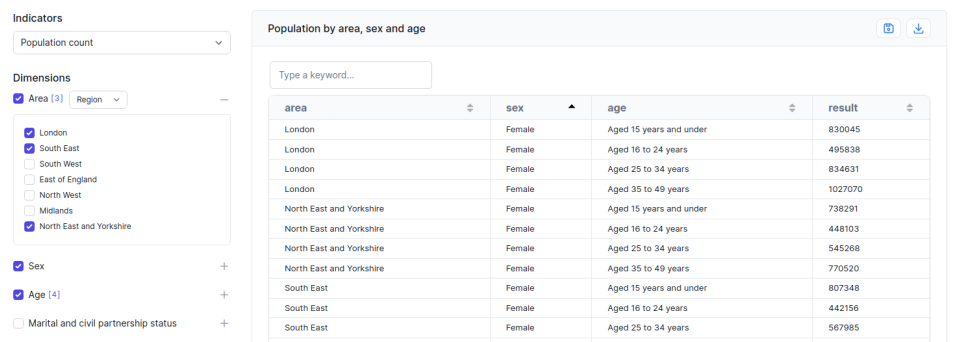 Indicators
Population count
Dimensions
Area [3] Region
London
South East
South West
East of England
North West
Midlands
North East and Yorkshire
Sex
Age [4]
Marital and civil partnership status
Population by area, sex and age
Type a keyword...
area sex age result
London Female Aged 15 years and under 830045
London Female Aged 16 to 24 years 495838
London Female Aged 25 to 34 years 834631
London Female Aged 35 to 49 years 1027070
North East and Yorkshire Female Aged 15 years and under 738291
North East and Yorkshire Female Aged 16 to 24 years 448103
North East and Yorkshire Female Aged 25 to 34 years 545268
North East and Yorkshire Female Aged 35 to 49 years 770520
South East Female Aged 15 years and under 807348
South East Female Aged 16 to 24 years 442156
South East Female Aged 25 to 34 years 567985